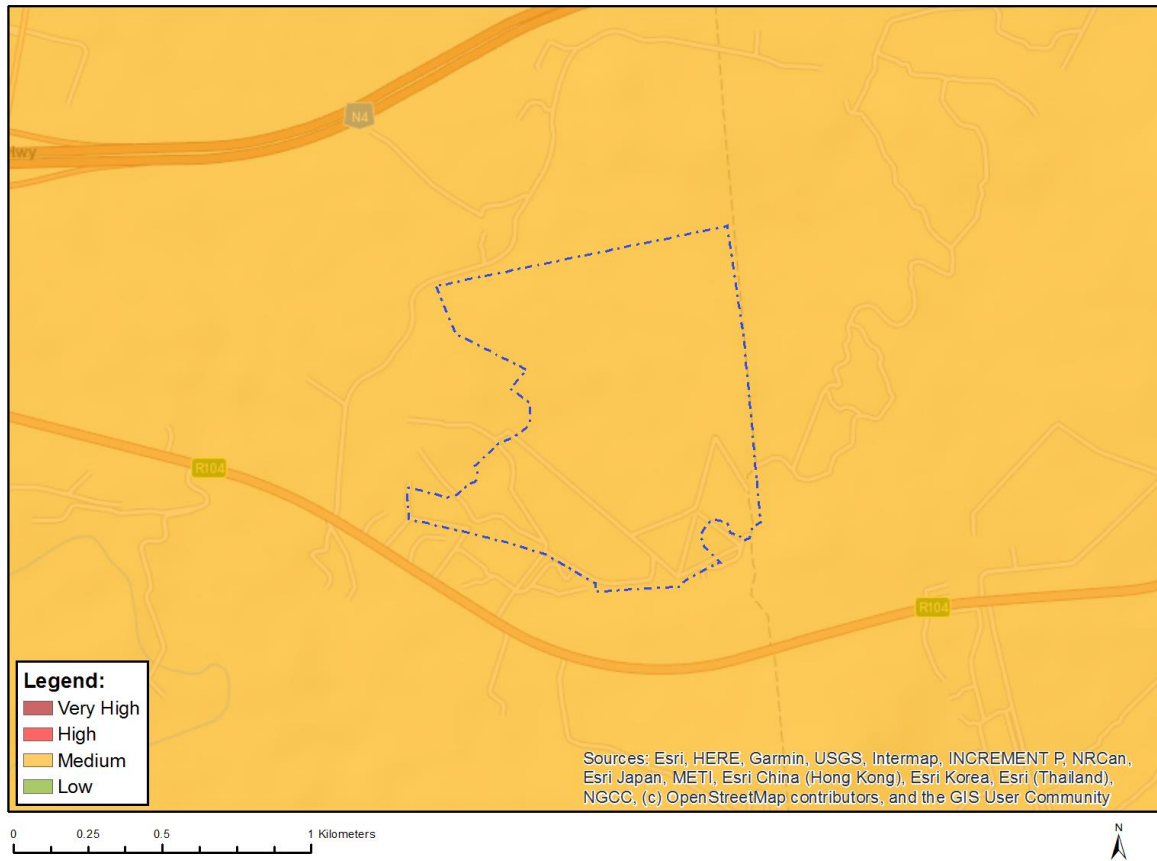 N4
lwy
R104
R104
Legend:
Very High
High
Medium
Low
Sources: Esri, HERE, Garmin, USGS, Intermap, INCREMENT P, NRCan,
Esri Japan, METI, Esri China (Hong Kong), Esri Korea, Esri (Thailand),
NGCC, (c) OpenStreetMap contributors, and the GIS User Community
0 0.25 0.5 1 Kilometers
N